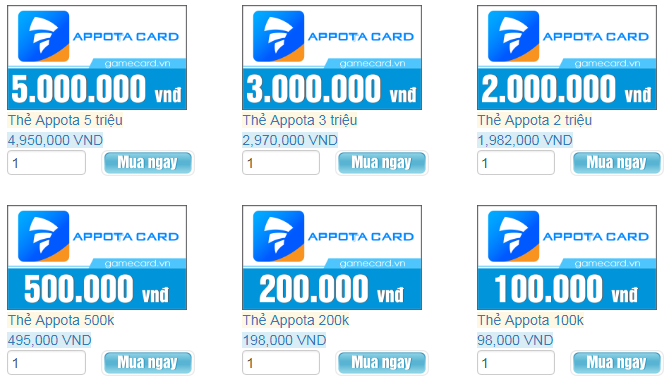 APPOTA CARD
gamecard.vn
5.000.000 vnđ
Thẻ Appota 5 triệu
4,950,000 VND
1
Mua ngay
APPOTA CARD
gamecard.vn
3.000.000 vnđ
Thẻ Appota 3 triệu
2,970,000 VND
1
Mua ngay
APPOTA CARD
gamecard.vn
2.000.000 vnđ
Thẻ Appota 2 triệu
1,982,000 VND
1
Mua ngay
APPOTA CARD
gamecard.vn
500.000 vnđ
Thẻ Appota 500k
495,000 VND
1
Mua ngay
APPOTA CARD
gamecard.vn
200.000 vnđ
Thẻ Appota 200k
198,000 VND
1
Mua ngay
APPOTA CARD
gamecard.vn
100.000 vnđ
Thẻ Appota 100k
98,000 VND
1
Mua ngay